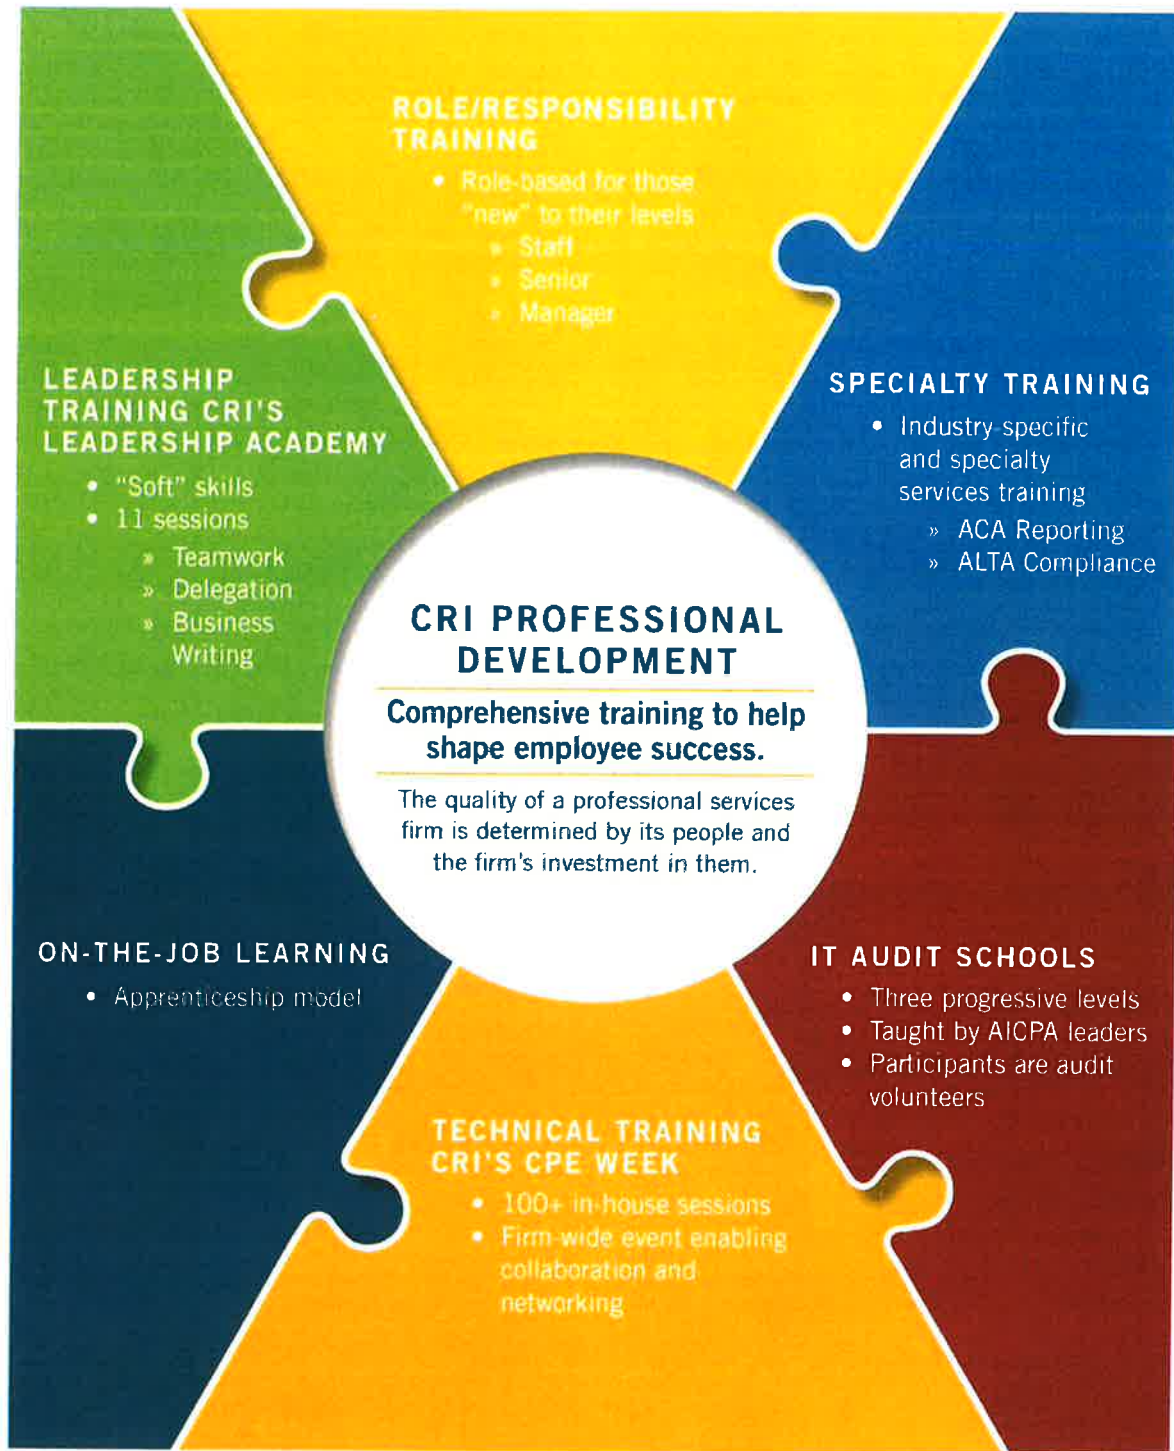 ROLE/RESPONSIBILITY
TRAINING
• Role-based for those
"new" to their levels
» Staff
» Senior
» Manager
LEADERSHIP
TRAINING CRI'S
LEADERSHIP ACADEMY
• "Soft" skills
• 11 sessions
» Teamwork
» Delegation
» Business
Writing
SPECIALTY TRAINING
• Industry-specific
and specialty
services training
» ACA Reporting
» ALTA Compliance
CRI PROFESSIONAL
DEVELOPMENT
Comprehensive training to help
shape employee success.
The quality of a professional services
firm is determined by its people and
the firm's investment in them.
ON-THE-JOB LEARNING
• Apprenticeship model
IT AUDIT SCHOOLS
• Three progressive levels
• Taught by AICPA leaders
• Participants are audit
volunteers
TECHNICAL TRAINING
CRI'S CPE WEEK
• 100+ in-house sessions
• Firm-wide event enabling
collaboration and
networking